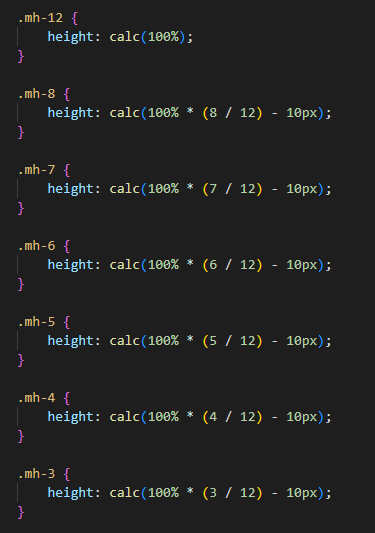 .mh-12 {
    height: calc(100%);
}

.mh-8 {
    height: calc(100% * (8 / 12) - 10px);
}

.mh-7 {
    height: calc(100% * (7 / 12) - 10px);
}

.mh-6 {
    height: calc(100% * (6 / 12) - 10px);
}

.mh-5 {
    height: calc(100% * (5 / 12) - 10px);
}

.mh-4 {
    height: calc(100% * (4 / 12) - 10px);
}

.mh-3 {
    height: calc(100% * (3 / 12) - 10px);
}